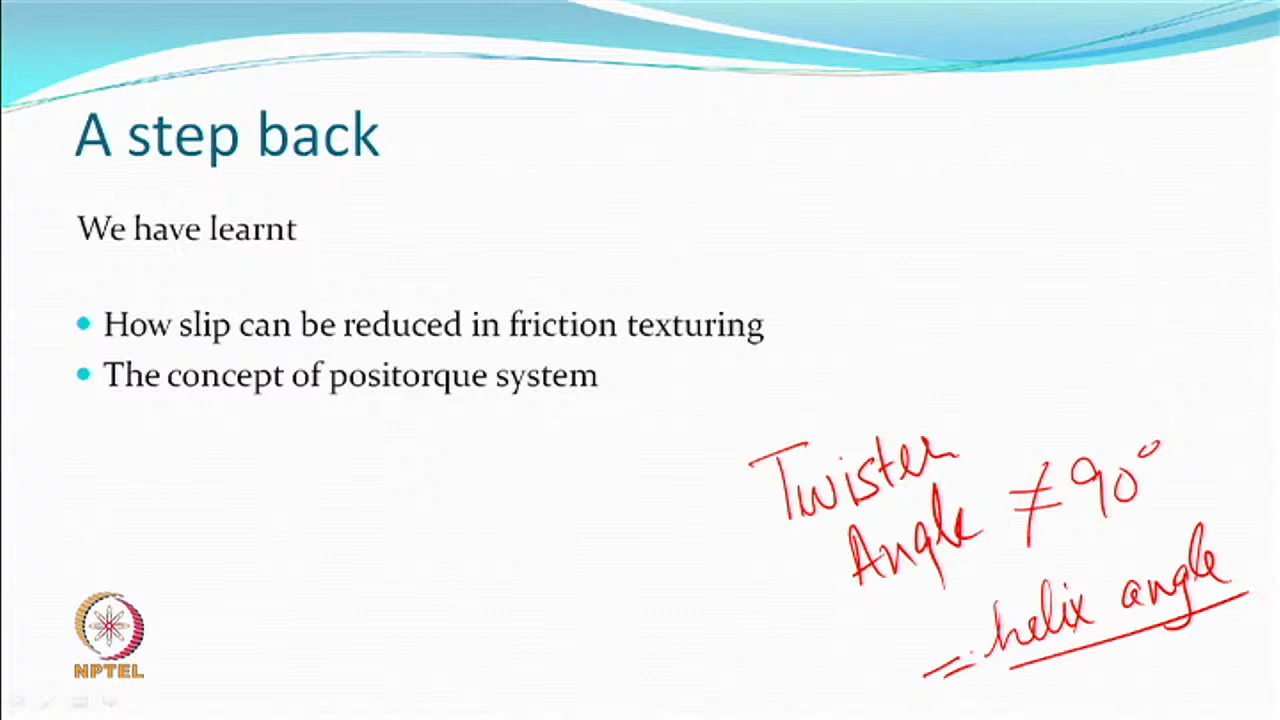 A step back
We have learnt
How slip can be reduced in friction texturing
The concept of positorque system
Twister
Angle ≠ 90°
= helix angle
NPTEL